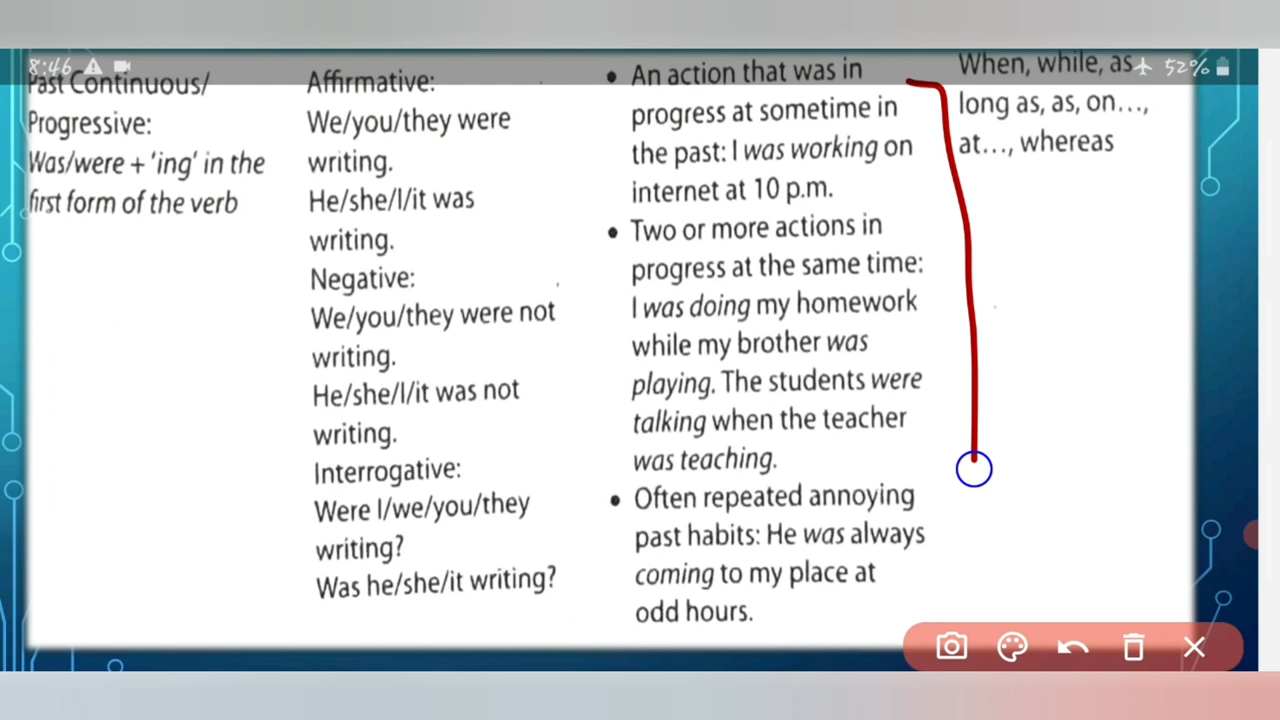 8:46
52%
Past Continuous/
Progressive:
Was/were + 'ing' in the
first form of the verb
Affirmative:
We/you/they were
writing.
He/she/I/it was
writing.
Negative:
We/you/they were not
writing.
He/she/I/it was not
writing.
Interrogative:
Were I/we/you/they
writing?
Was he/she/it writing?
• An action that was in
progress at sometime in
the past: I was working on
internet at 10 p.m.
• Two or more actions in
progress at the same time:
I was doing my homework
while my brother was
playing. The students were
talking when the teacher
was teaching.
• Often repeated annoying
past habits: He was always
coming to my place at
odd hours.
When, while, as
long as, as, on...,
at..., whereas